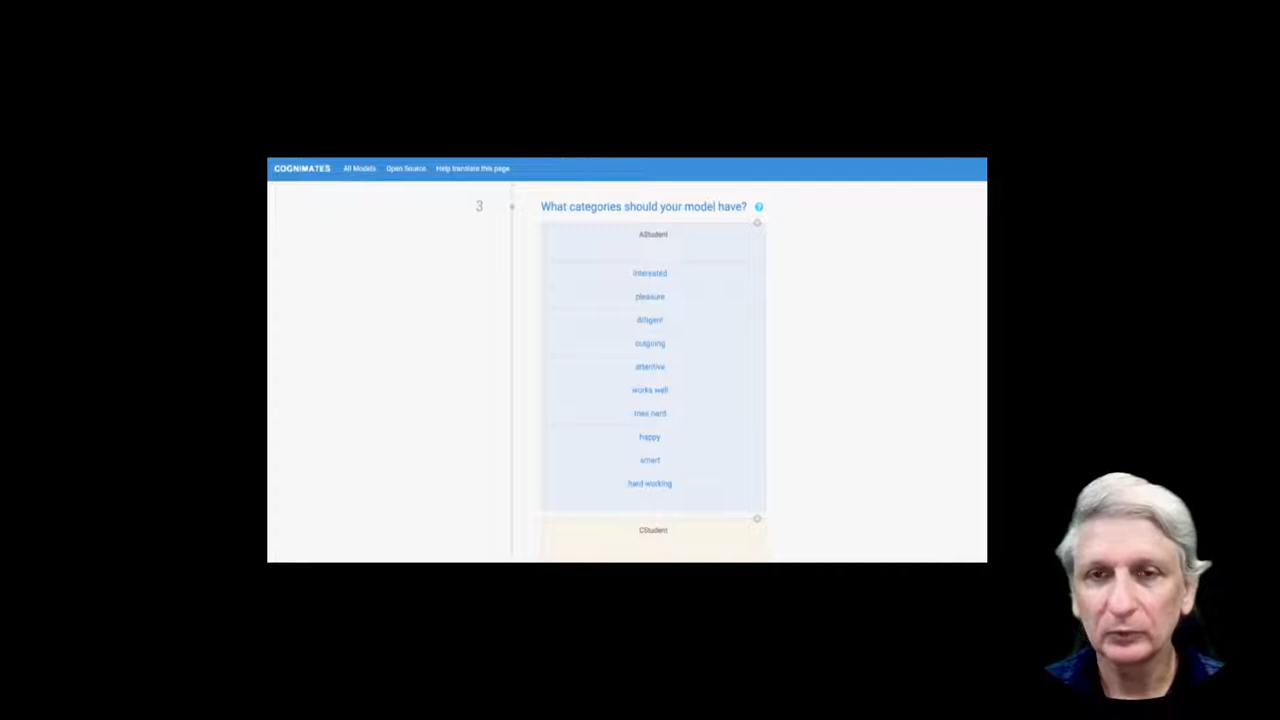 COGNIMATES All Models Open Source Help translate this page
3
What categories should your model have? ?
AStudent
interested
pleasure
diligent
outgoing
attentive
works well
tries hard
happy
smart
hard working
CStudent